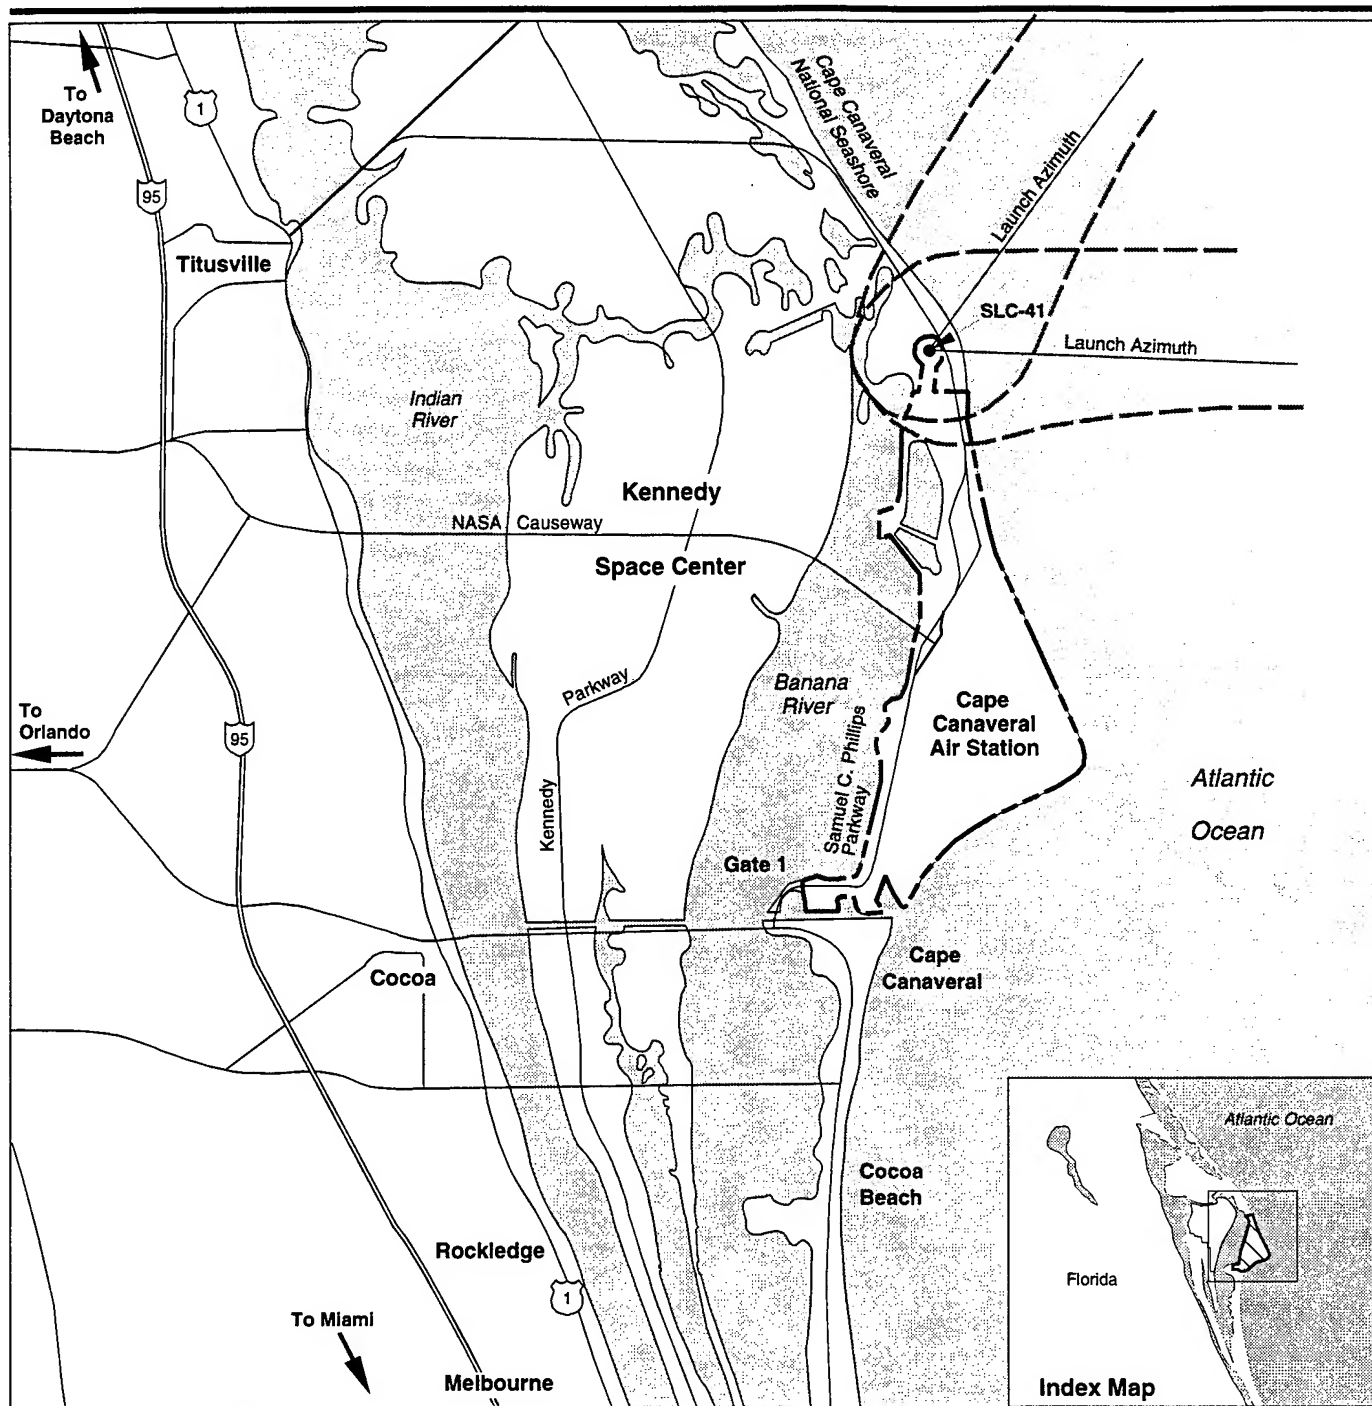 To
Daytona
Beach
1
95
Titusville
Cape Canaveral
National Seashore
Launch Azimuth
SLC-41
Launch Azimuth
Indian
River
Kennedy
NASA Causeway
Space Center
Parkway
Banana
River
Cape
Canaveral
Air Station
To
Orlando
95
Kennedy
Samuel C. Phillips
Parkway
Atlantic
Ocean
Gate 1
Cocoa
Cape
Canaveral
Atlantic Ocean
Cocoa
Beach
Rockledge
1
Florida
To Miami
Melbourne
Index Map